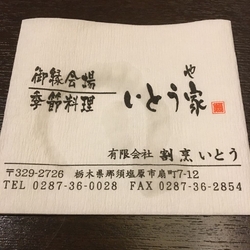 御縁会場
季節料理
いとう家
や
有限会社 割烹 いとう
〒329-2726 栃木県那須塩原市扇町7-12
TEL 0287-36-0028 FAX 0287-36-2854